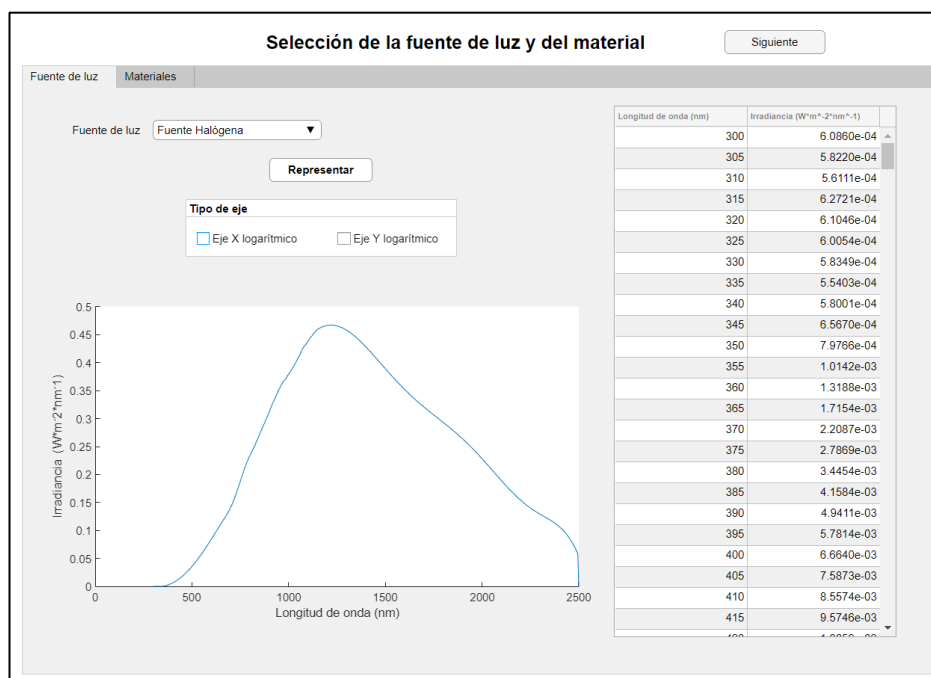 Selección de la fuente de luz y del material
Siguiente
Fuente de luz
Materiales
Fuente de luz
Fuente Halógena
Representar
Tipo de eje
Eje X logarítmico
Eje Y logarítmico
0.5
0.45
0.4
0.35
0.3
0.25
0.2
0.15
0.1
0.05
0
Irradiancia (W*m-2*nm-1)
0 500 1000 1500 2000 2500
Longitud de onda (nm)
Longitud de onda (nm) Irradiancia (W*m^-2*nm^-1)
300 6.0860e-04
305 5.8220e-04
310 5.6111e-04
315 6.2721e-04
320 6.1046e-04
325 6.0054e-04
330 5.8349e-04
335 5.5403e-04
340 5.8001e-04
345 6.5670e-04
350 7.9766e-04
355 1.0142e-03
360 1.3188e-03
365 1.7154e-03
370 2.2087e-03
375 2.7869e-03
380 3.4454e-03
385 4.1584e-03
390 4.9411e-03
395 5.7814e-03
400 6.6640e-03
405 7.5873e-03
410 8.5574e-03
415 9.5746e-03